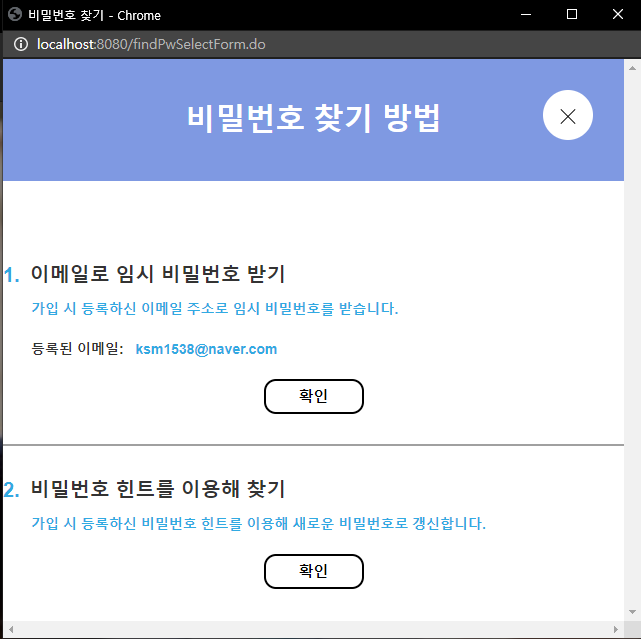 비밀번호 찾기 - Chrome
localhost:8080/findPwSelectForm.do
비밀번호 찾기 방법
1. 이메일로 임시 비밀번호 받기
가입 시 등록하신 이메일 주소로 임시 비밀번호를 받습니다.
등록된 이메일: ksm1538@naver.com
확인
2. 비밀번호 힌트를 이용해 찾기
가입 시 등록하신 비밀번호 힌트를 이용해 새로운 비밀번호로 갱신합니다.
확인